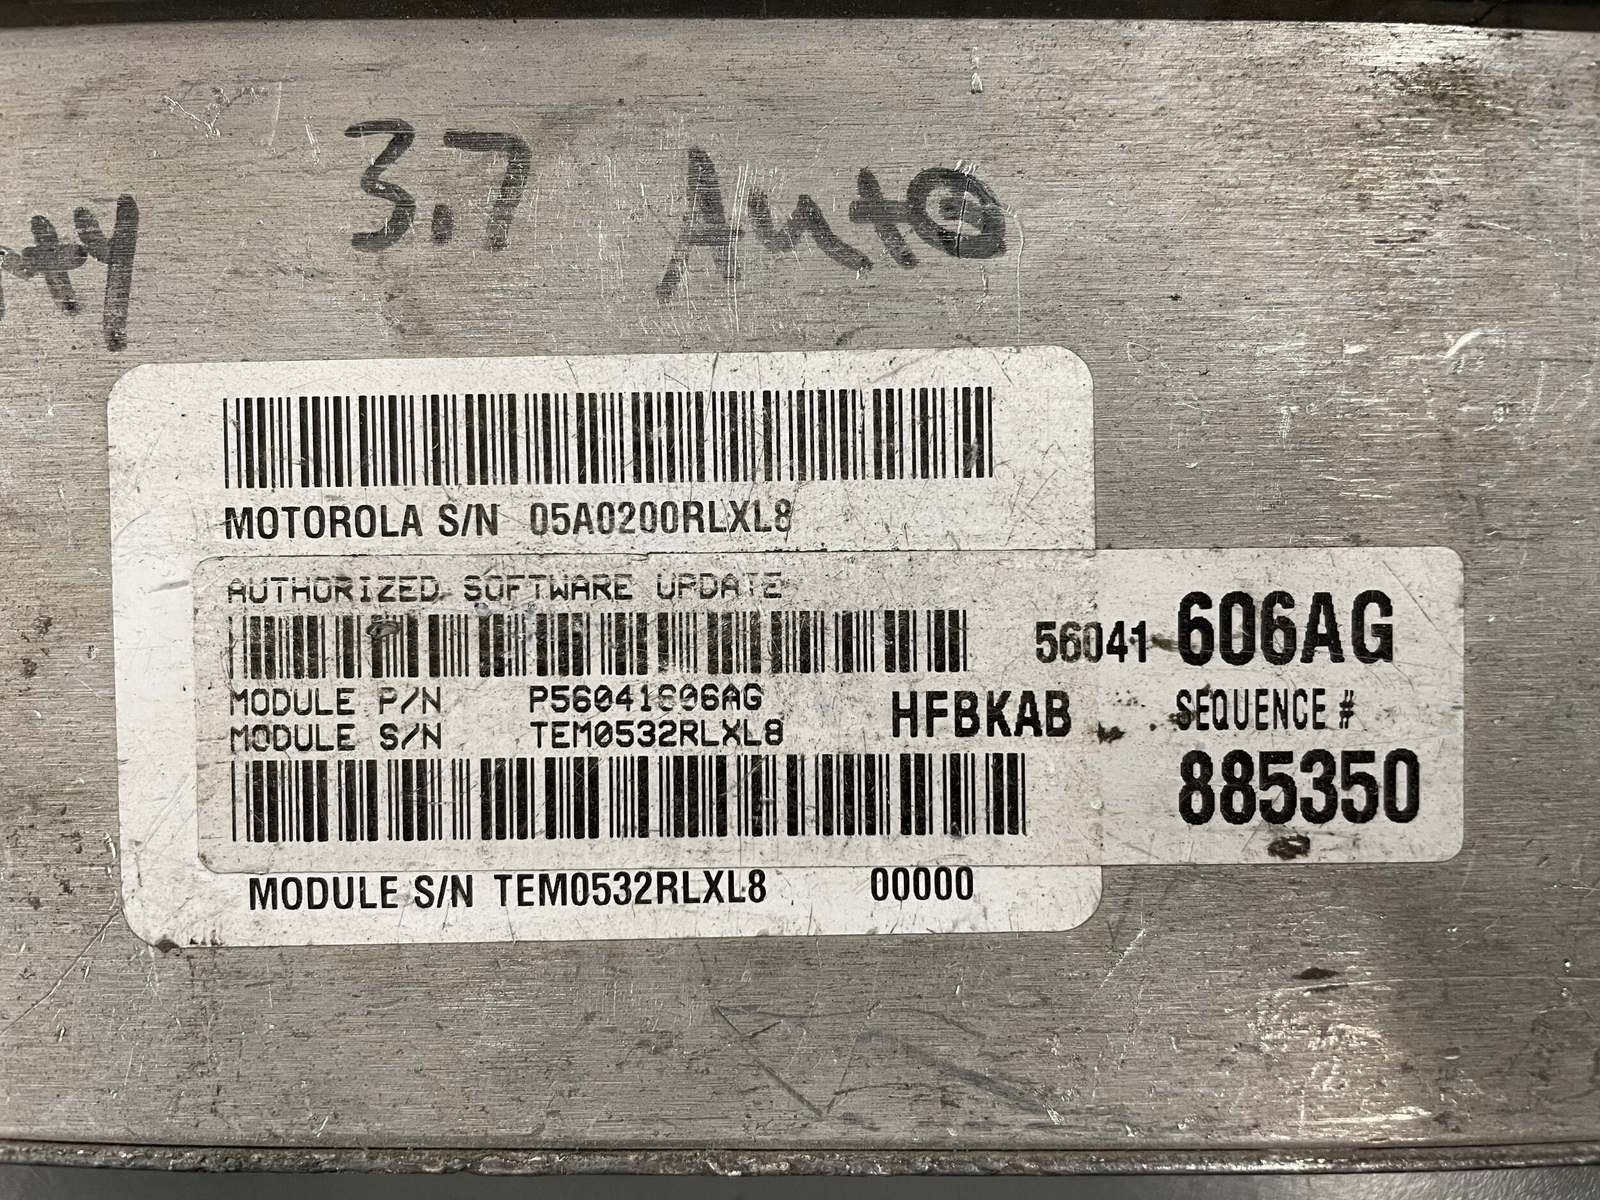 3.7 Auto
MOTOROLA S/N 05A0200RLXL8
AUTHORIZED SOFTWARE UPDATE
56041 606AG
MODULE P/N P56041606AG
HFBKAB
SEQUENCE #
MODULE S/N TEM0532RLXL8
885350
MODULE S/N TEM0532RLXL8 00000